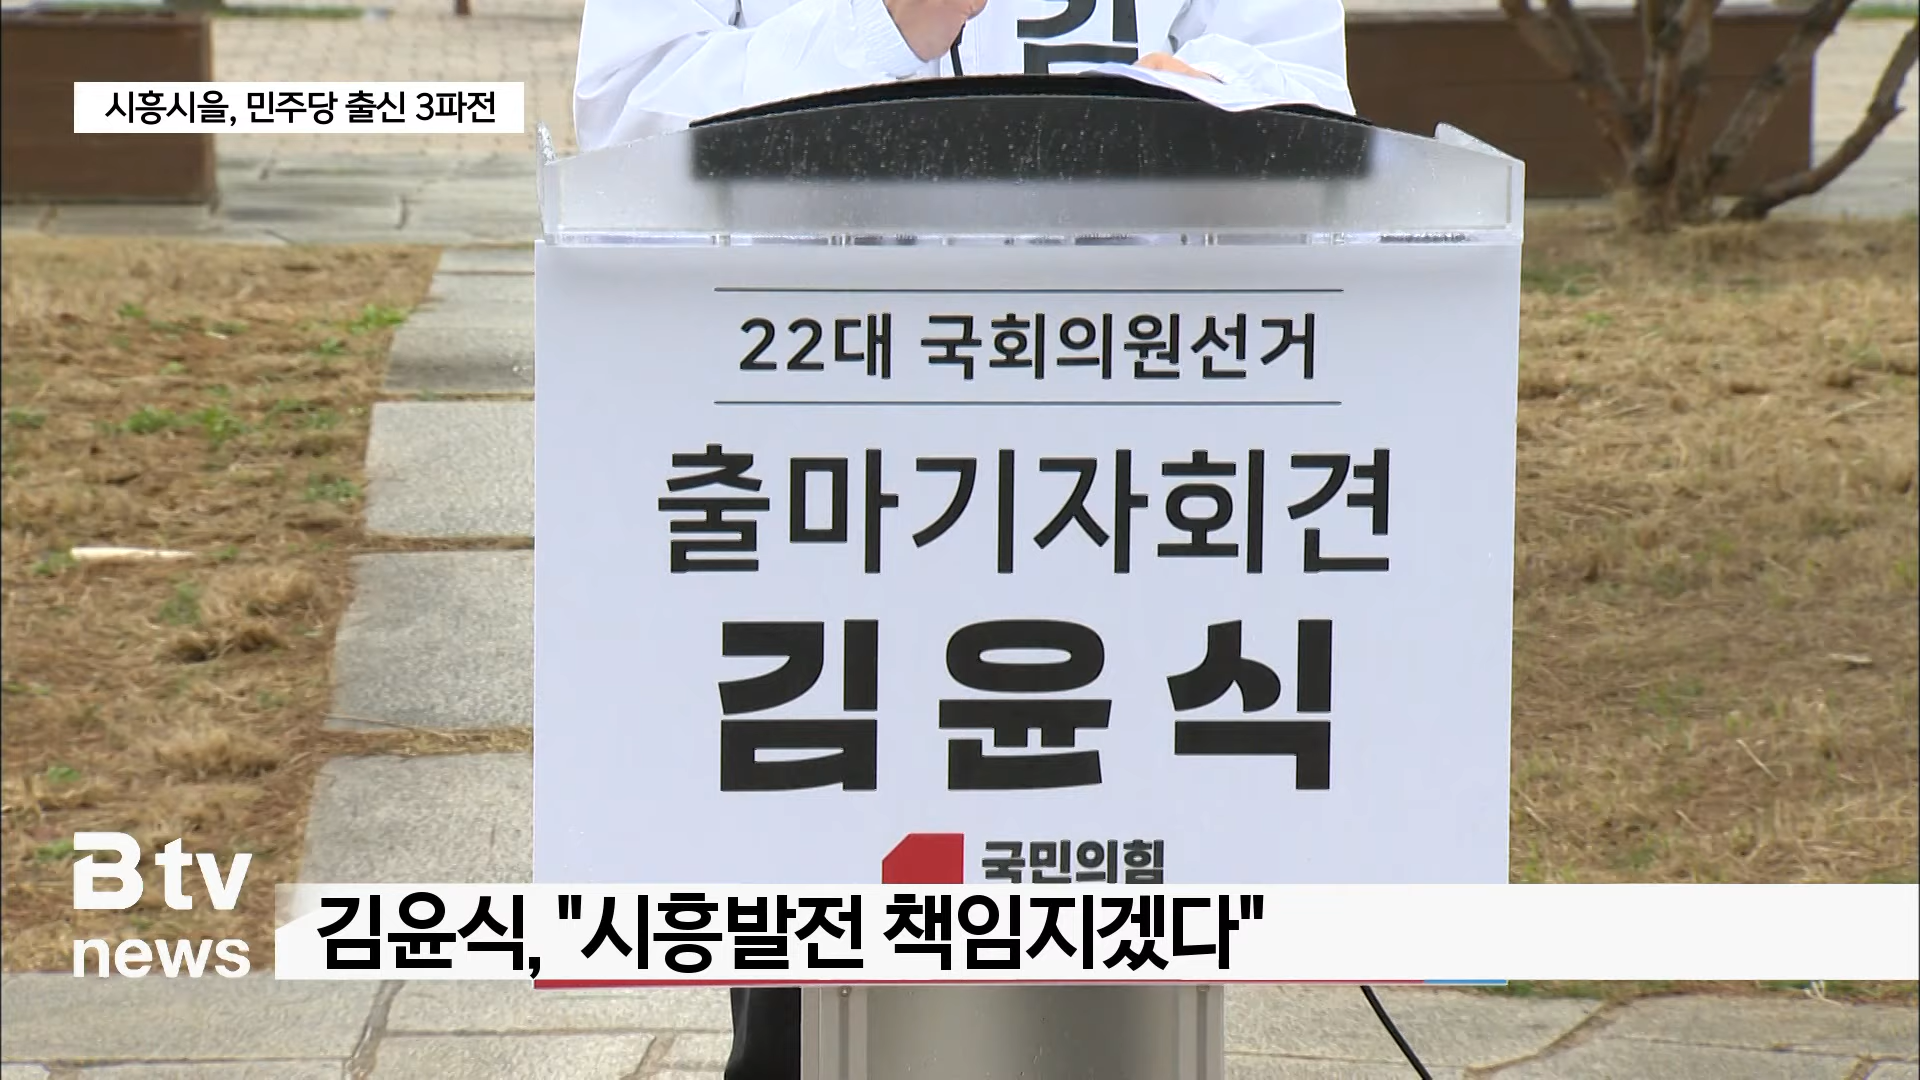 시흥시을, 민주당 출신 3파전
김
22대 국회의원선거
출마기자회견
김윤식
국민의힘
B tv
news
김윤식, "시흥발전 책임지겠다"